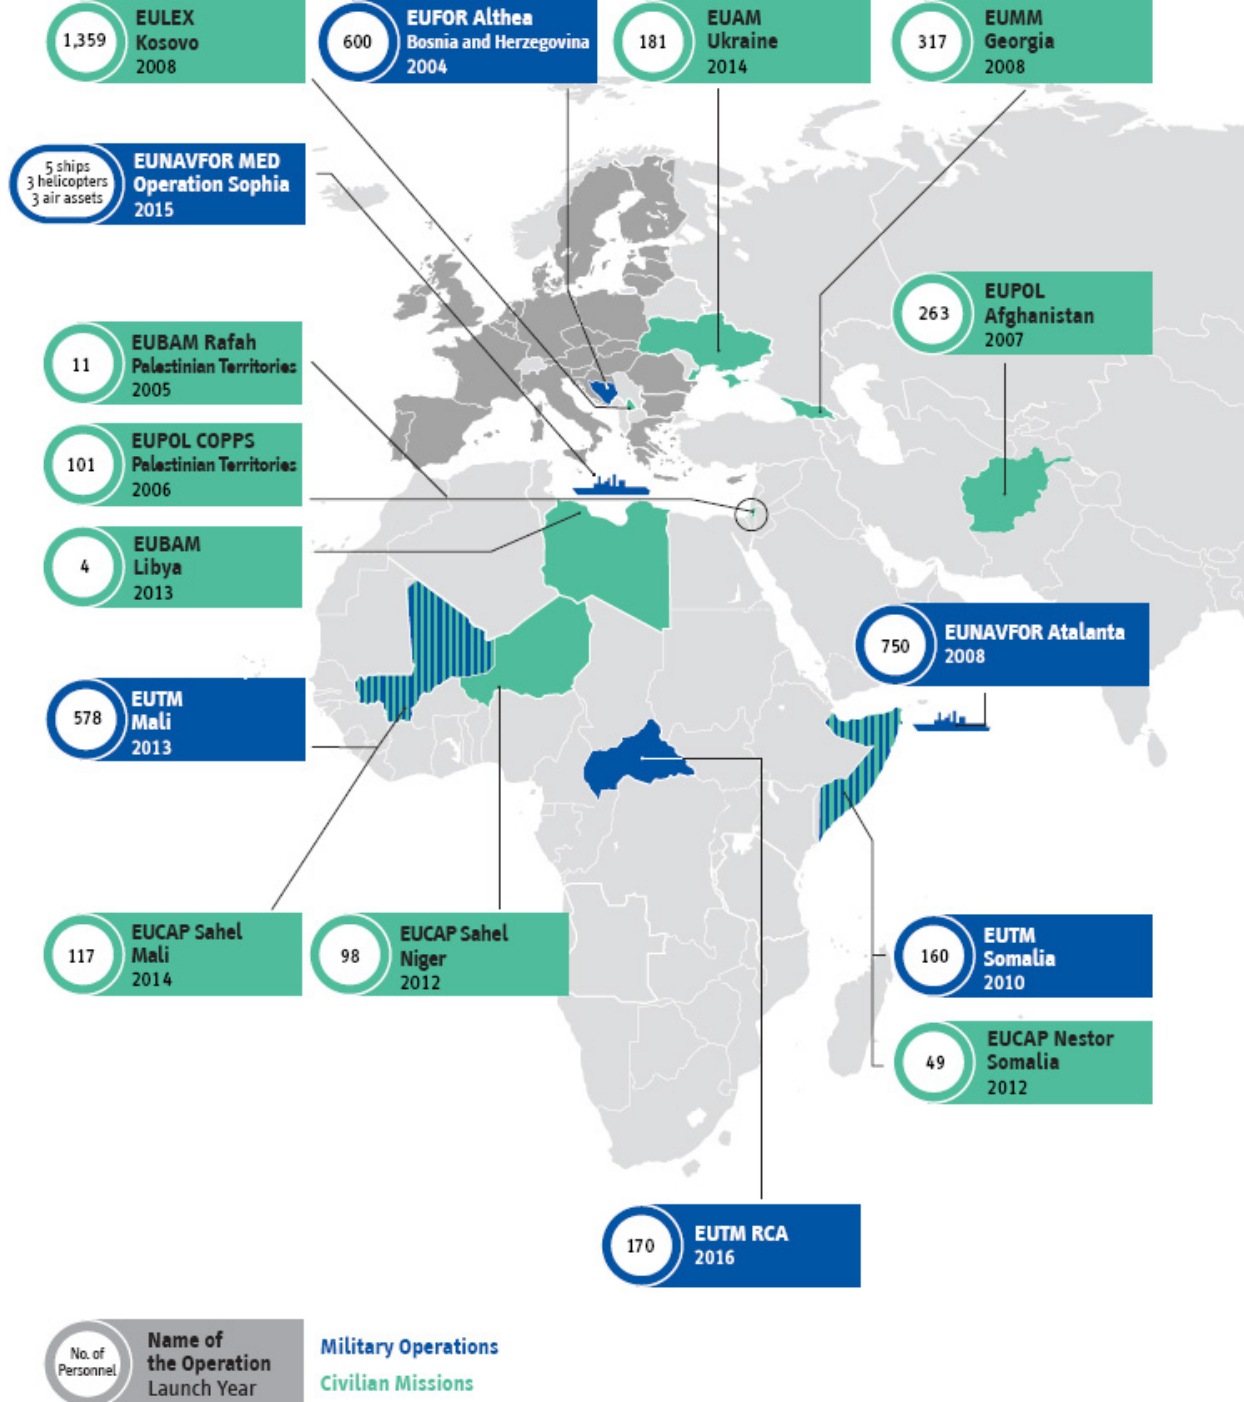 1,359
EULEX
Kosovo
2008
600
EUFOR Althea
Bosnia and Herzegovina
2004
181
EUAM
Ukraine
2014
317
EUMM
Georgia
2008
5 ships
3 helicopters
3 air assets
EUNAVFOR MED
Operation Sophia
2015
263
EUPOL
Afghanistan
2007
11
EUBAM Rafah
Palestinian Territories
2005
101
EUPOL COPPS
Palestinian Territories
2006
4
EUBAM
Libya
2013
750
EUNAVFOR Atalanta
2008
578
EUTM
Mali
2013
117
EUCAP Sahel
Mali
2014
98
EUCAP Sahel
Niger
2012
160
EUTM
Somalia
2010
49
EUCAP Nestor
Somalia
2012
170
EUTM RCA
2016
No. of
Personnel
Name of
the Operation
Launch Year
Military Operations
Civilian Missions